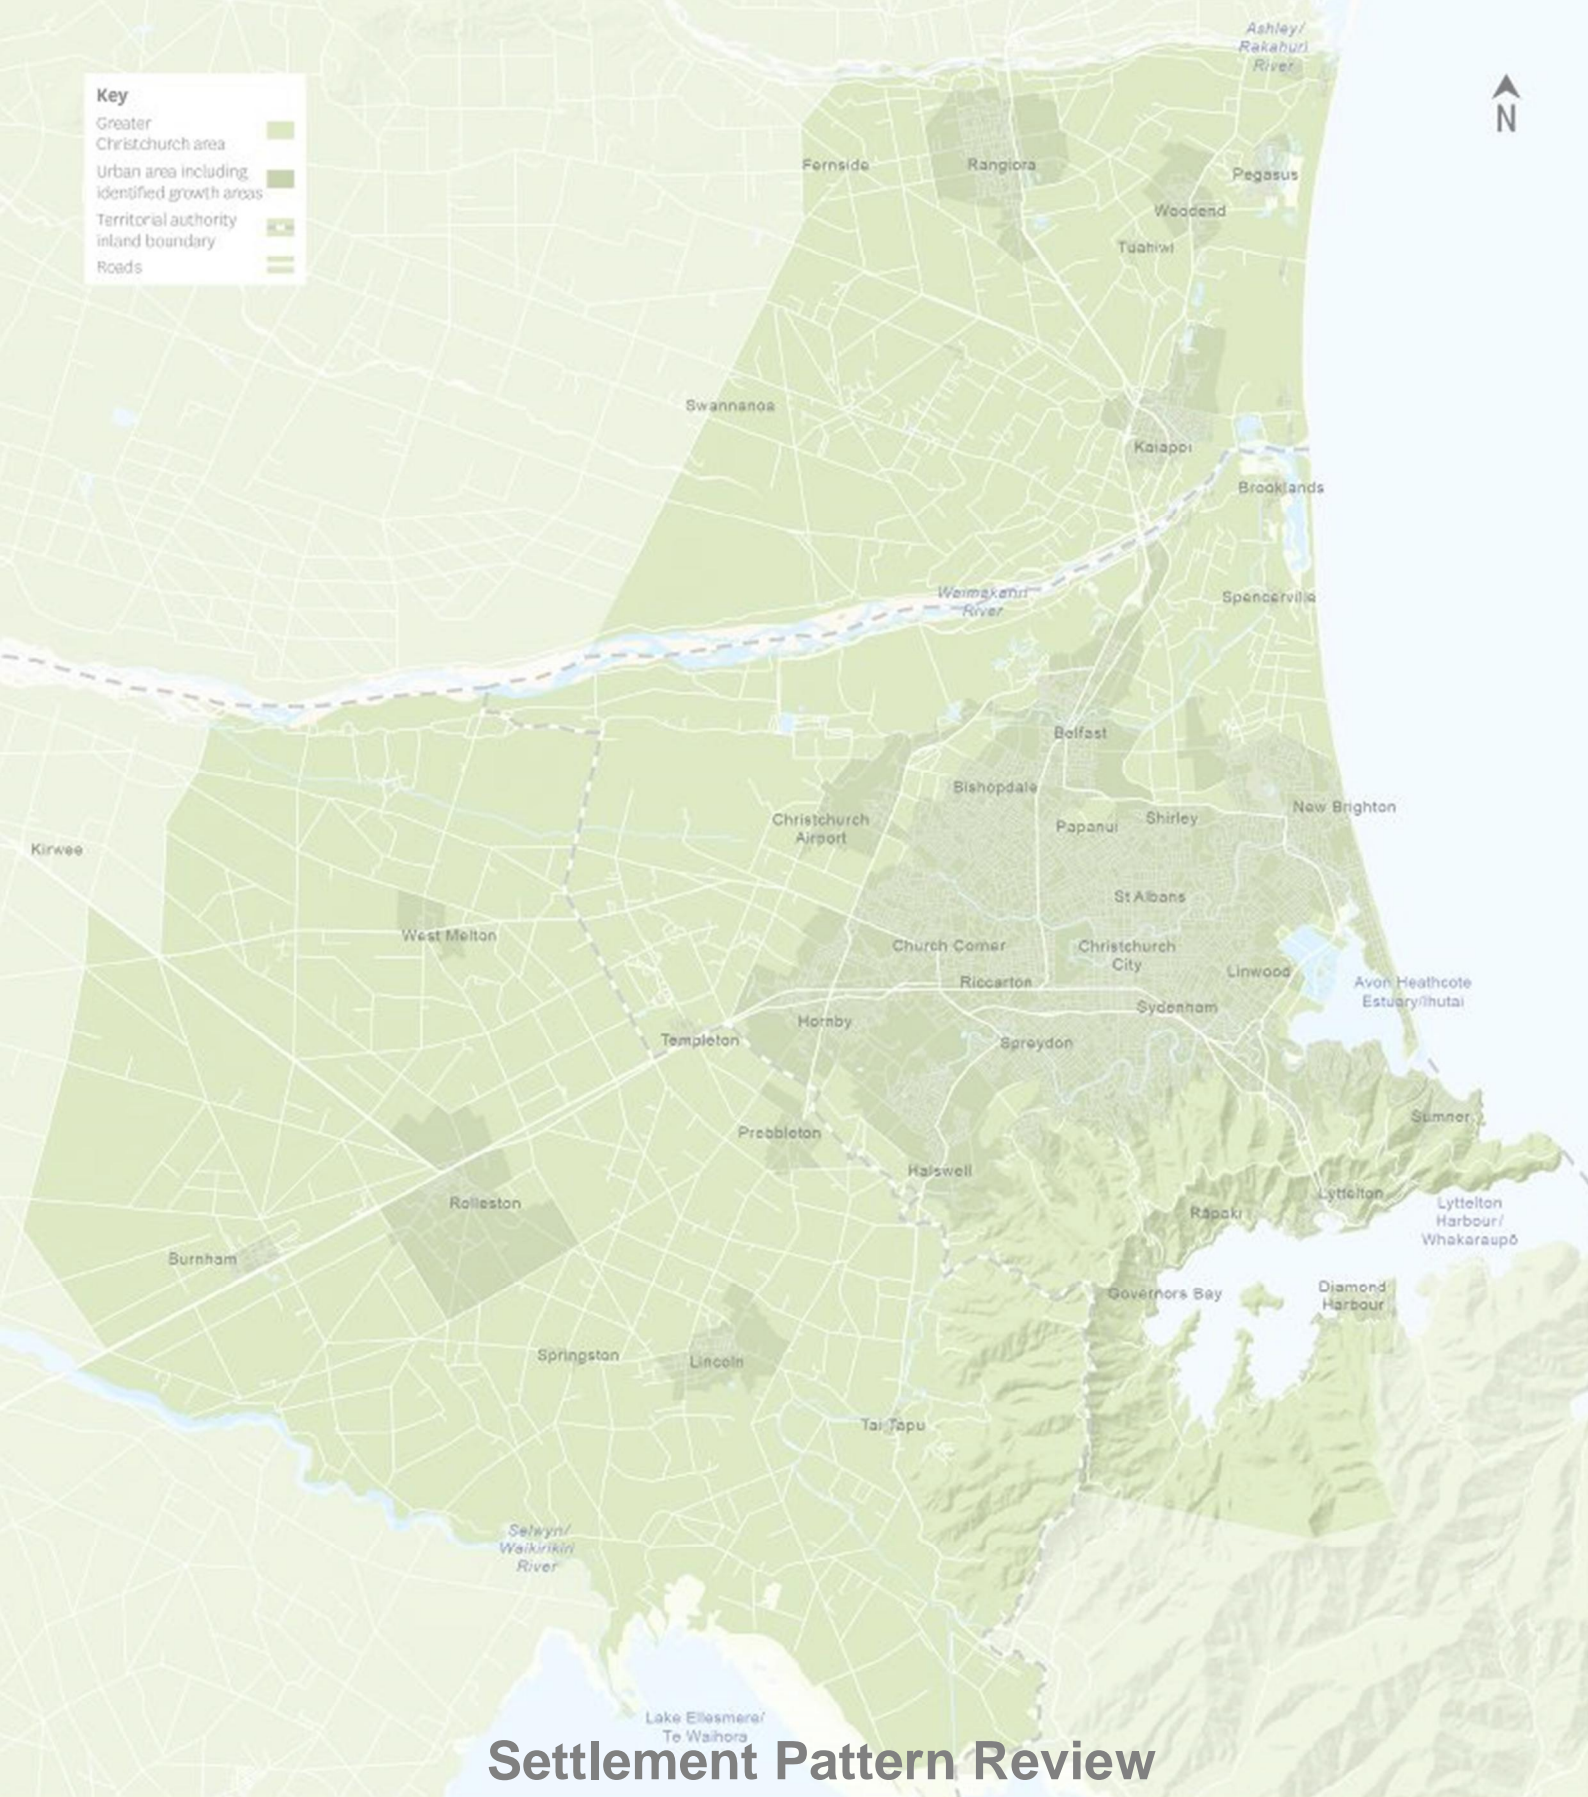 Ashley/
Rakahuri
River
Key
Greater
Christchurch area
Urban area including
identified growth areas
Territorial authority
inland boundary
Roads
N
Fernside
Rangiora
Pegasus
Woodend
Tuahiwi
Swannanoa
Kaiapoi
Brooklands
Waimakariri
River
Spencerville
Belfast
Bishopdale
New Brighton
Christchurch
Airport
Papanui
Shirley
Kirwee
St Albans
West Melton
Church Corner
Christchurch
City
Linwood
Riccarton
Avon Heathcote
Estuary/Ihutai
Sydenham
Hornby
Templeton
Spreydon
Sumner
Prebbleton
Halswell
Rolleston
Lyttelton
Rāpaki
Lyttelton
Harbour/
Whakaraupō
Burnham
Governors Bay
Diamond
Harbour
Springston
Lincoln
Tai Tapu
Selwyn/
Waikirikiri
River
Lake Ellesmere/
Te Waihora
Settlement Pattern Review